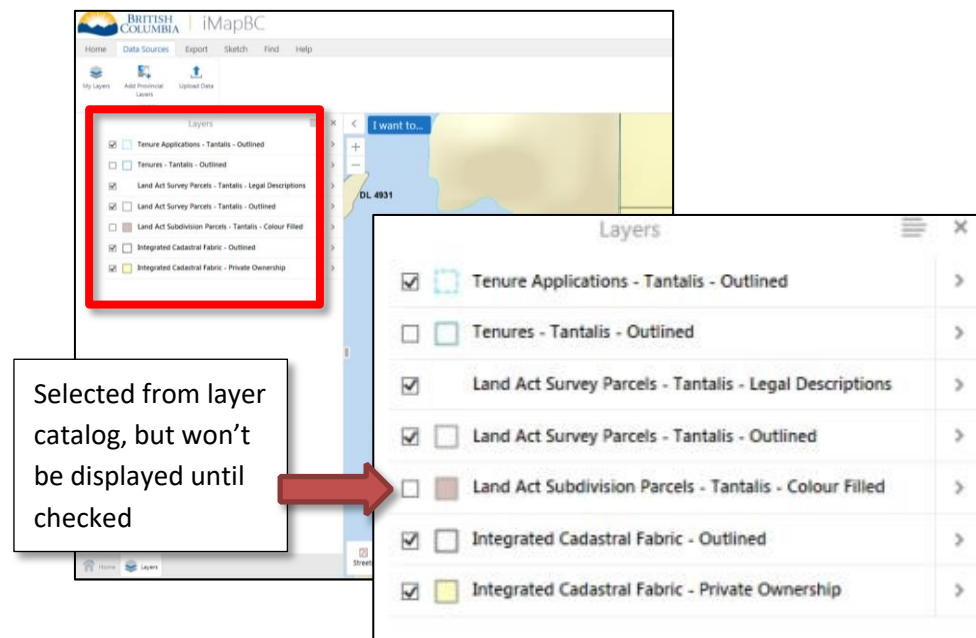 BRITISH
COLUMBIA
iMapBC
Home Data Sources Export Sketch Find Help
My Layers Add Provincial Upload Data
Layers
Layers
Tenure Applications - Tantalis - Outlined
Tenures - Tantalis - Outlined
Land Act Survey Parcels - Tantalis - Legal Descriptions
Land Act Survey Parcels - Tantalis - Outlined
Land Act Subdivision Parcels - Tantalis - Colour Filled
Integrated Cadastral Fabric - Outlined
Integrated Cadastral Fabric - Private Ownership
I want to...
DL 4931
Layers
Tenure Applications - Tantalis - Outlined
Tenures - Tantalis - Outlined
Land Act Survey Parcels - Tantalis - Legal Descriptions
Land Act Survey Parcels - Tantalis - Outlined
Land Act Subdivision Parcels - Tantalis - Colour Filled
Integrated Cadastral Fabric - Outlined
Integrated Cadastral Fabric - Private Ownership
Selected from layer
catalog, but won’t
be displayed until
checked
Home Layers
Street